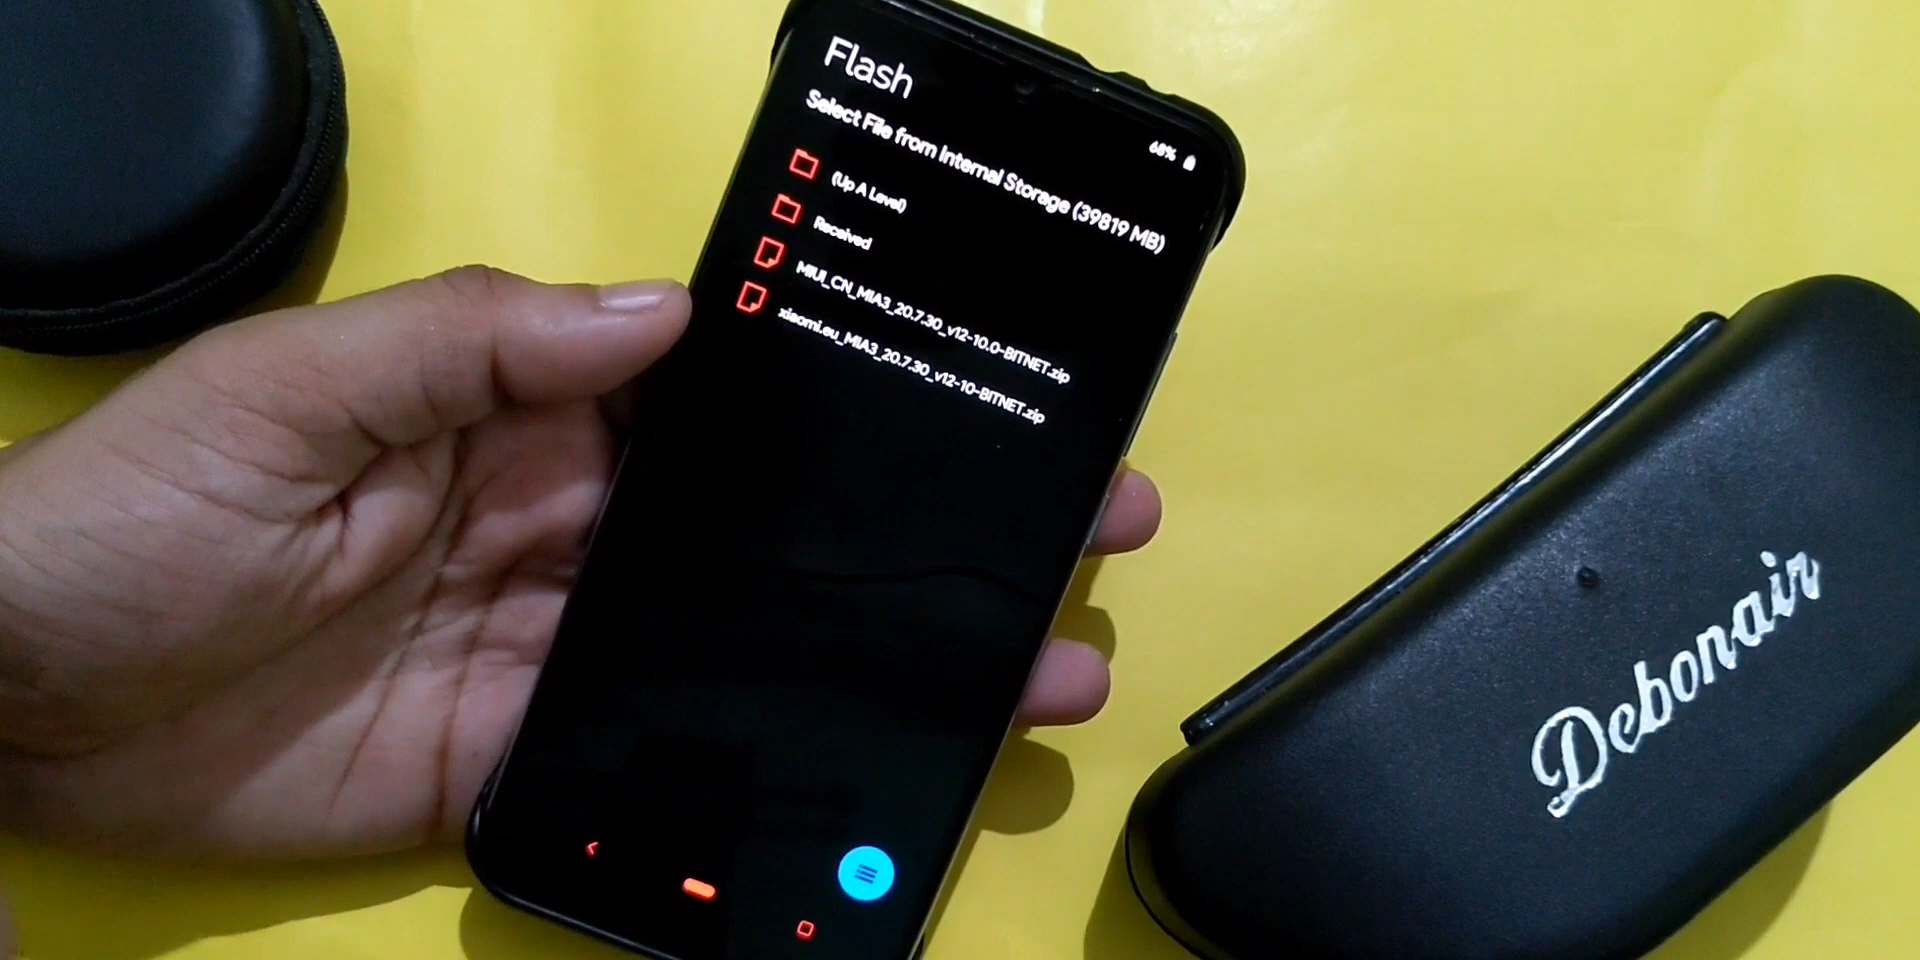 Flash
68%
Select File from Internal Storage (39819 MB)
(Up A Level)
Received
MIUI_CN_MIA3_20.7.30_v12-10.0-BITNET.zip
xiaomi.eu_MIA3_20.7.30_v12-10-BITNET.zip
Debonair